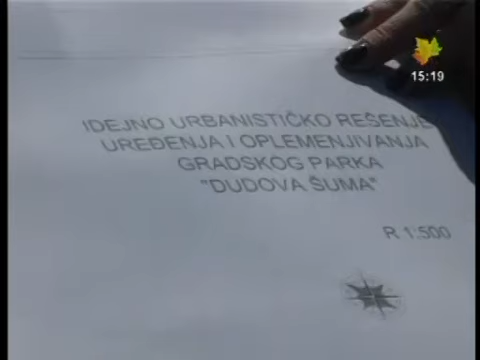 15:19
IDEJNO URBANISTIČKO REŠENJE
UREĐENJA I OPLEMENJIVANJA
GRADSKOG PARKA
"DUDOVA ŠUMA"
R 1:500